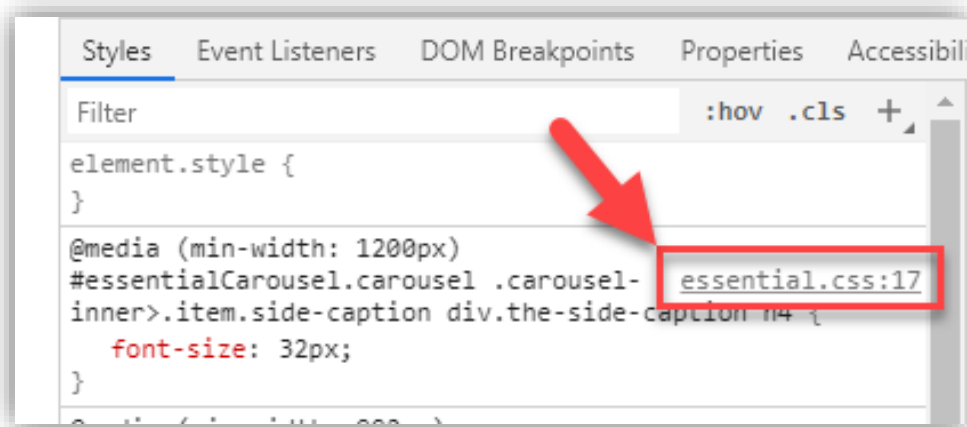 Styles Event Listeners DOM Breakpoints Properties Accessibil
Filter :hov .cls +
element.style {
}
@media (min-width: 1200px)
#essentialCarousel.carousel .carousel- essential.css:17
inner>.item.side-caption div.the-side-caption h4 {
font-size: 32px;
}